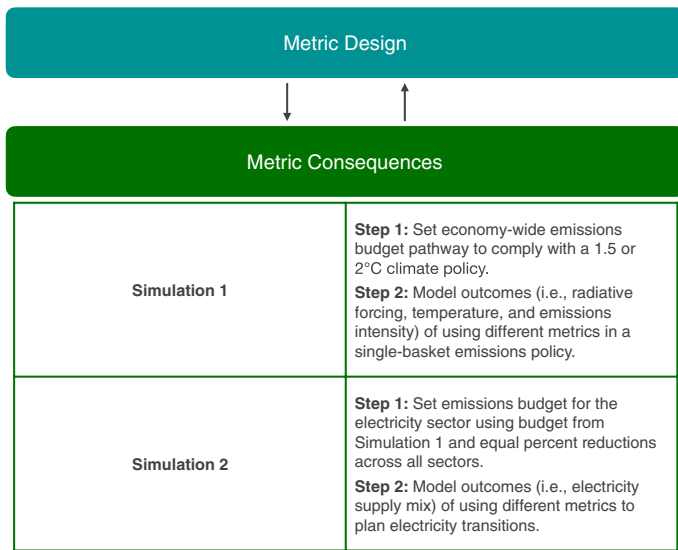 Metric Design
Metric Consequences
Simulation 1
Step 1: Set economy-wide emissions
budget pathway to comply with a 1.5 or
2°C climate policy.
Step 2: Model outcomes (i.e., radiative
forcing, temperature, and emissions
intensity) of using different metrics in a
single-basket emissions policy.
Simulation 2
Step 1: Set emissions budget for the
electricity sector using budget from
Simulation 1 and equal percent reductions
across all sectors.
Step 2: Model outcomes (i.e., electricity
supply mix) of using different metrics to
plan electricity transitions.